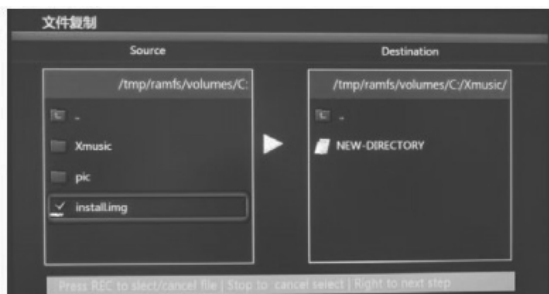 文件复制
Source
Destination
/tmp/ramfs/volumes/C:
/tmp/ramfs/volumes/C:/Xmusic/
..
..
Xmusic
NEW-DIRECTORY
pic
install.img
| Press REC to slect/cancel file | Stop to cancel select | Right to next step